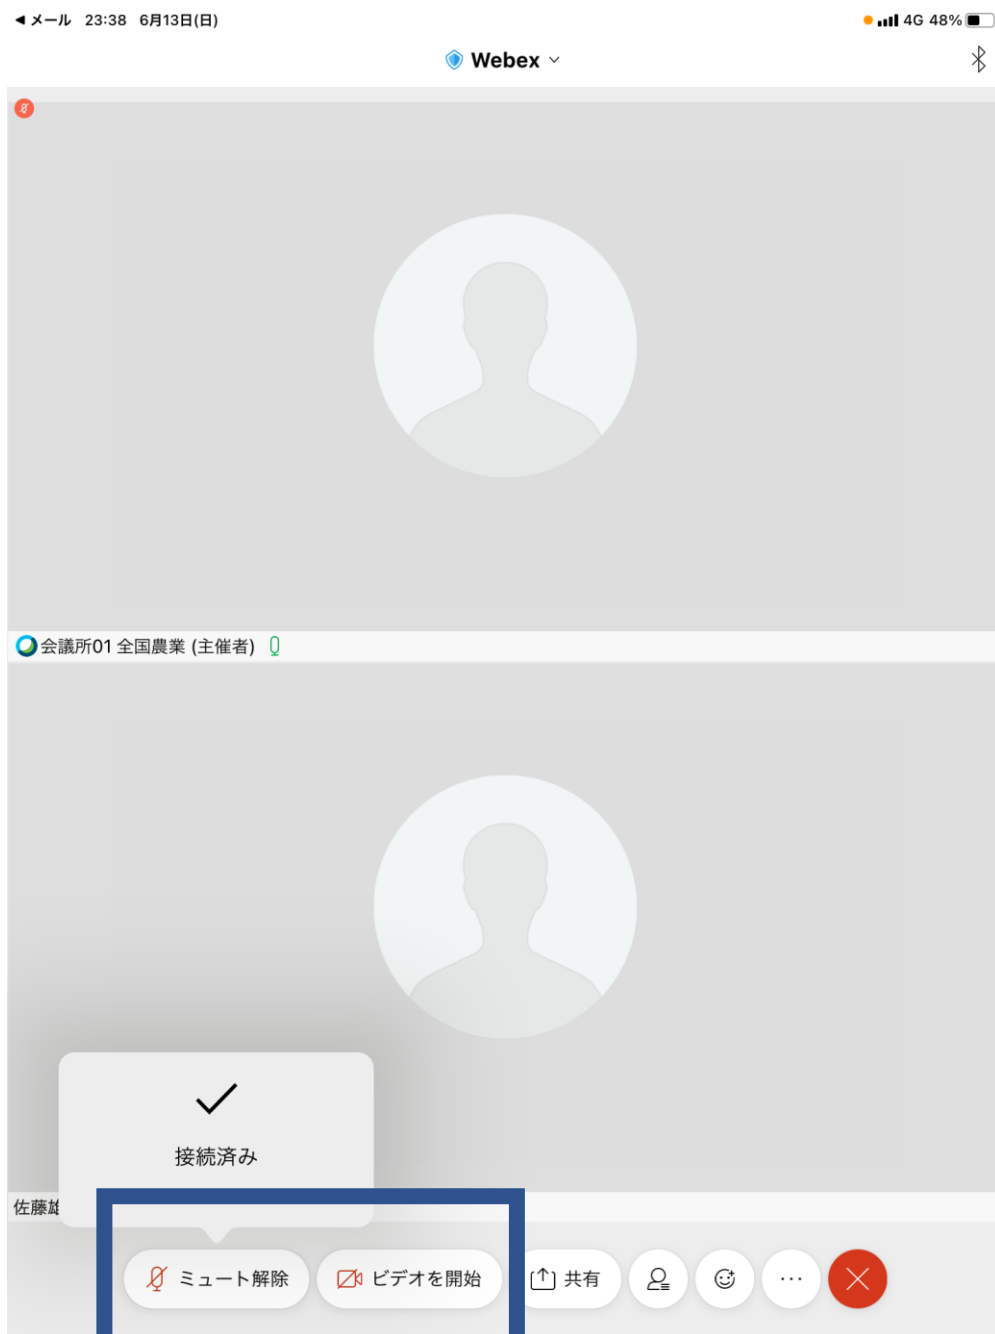 メール 23:38 6月13日(日) 4G 48%
Webex
会議所01 全国農業 (主催者)
接続済み
佐藤雄
ミュート解除 ビデオを開始 共有